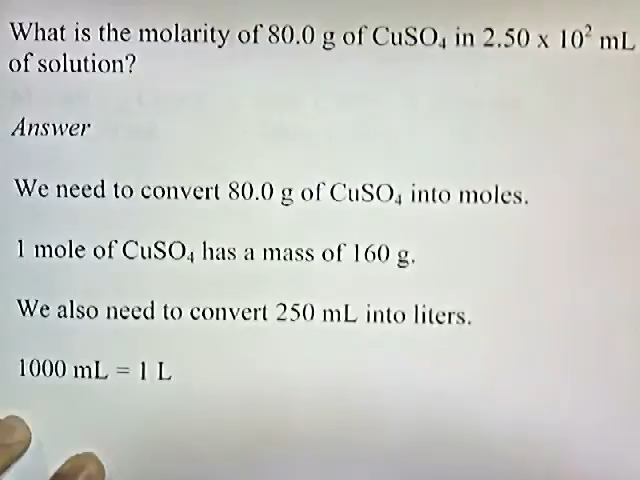 What is the molarity of 80.0 g of CuSO₄ in 2.50 x 10² mL
of solution?
Answer
We need to convert 80.0 g of CuSO₄ into moles.
1 mole of CuSO₄ has a mass of 160 g.
We also need to convert 250 mL into liters.
1000 mL = 1 L